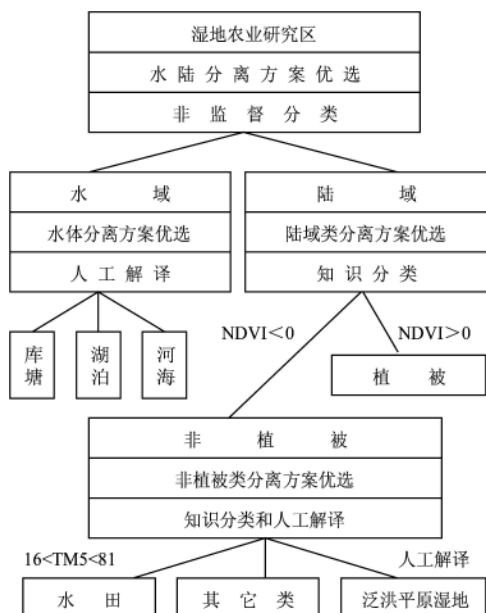 湿地农业研究区
水陆分离方案优选
非监督分类
水域
水体分离方案优选
人工解译
陆域
陆域类分离方案优选
知识分类
NDVI<0
NDVI>0
库塘
湖泊
河海
植被
非植被
非植被类分离方案优选
知识分类和人工解译
16<TM5<81
人工解译
水田
其它类
泛洪平原湿地